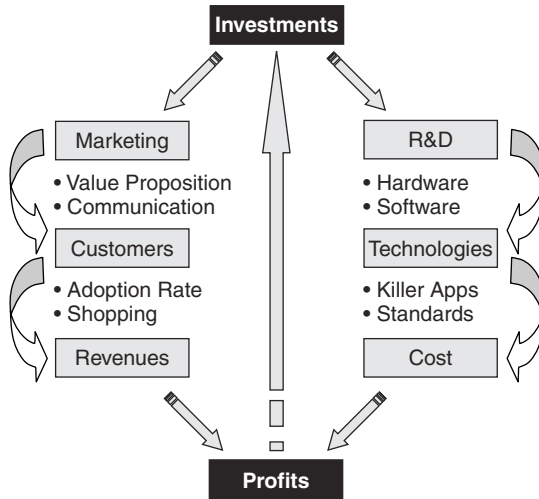 Investments
Marketing
• Value Proposition
• Communication
Customers
• Adoption Rate
• Shopping
Revenues
R&D
• Hardware
• Software
Technologies
• Killer Apps
• Standards
Cost
Profits